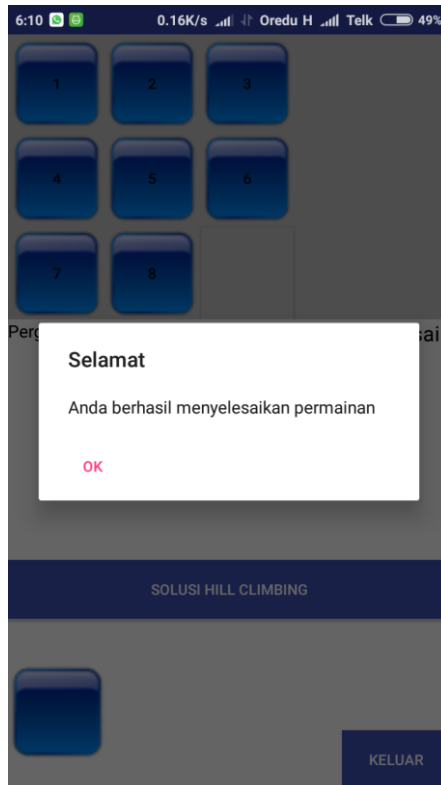 6:10 0.16K/s Oredu H Telk 49%
1 2 3
4 5 6
7 8
Selamat
Anda berhasil menyelesaikan permainan
OK
SOLUSI HILL CLIMBING
KELUAR